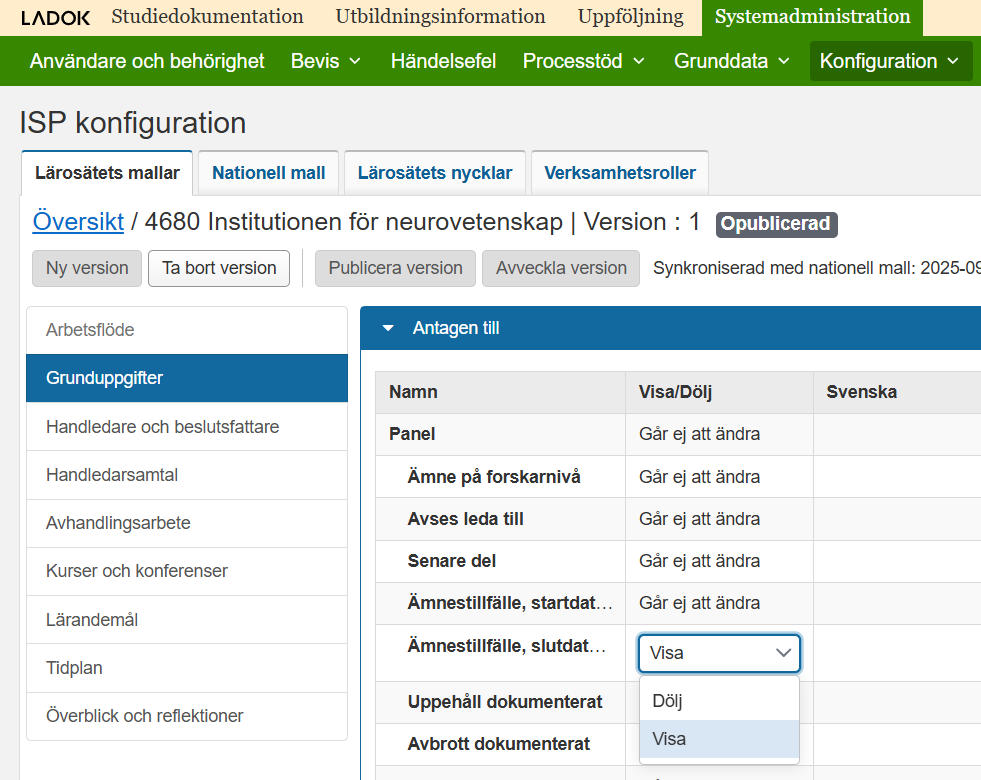 LADOK Studiedokumentation Utbildningsinformation Uppföljning Systemadministration
Användare och behörighet Bevis Händelsefel Processtöd Grunddata Konfiguration
ISP konfiguration
Lärosätets mallar Nationell mall Lärosätets nycklar Verksamhetsroller
Översikt / 4680 Institutionen för neurovetenskap | Version : 1 Opublicerad
Ny version Ta bort version Publicera version Avveckla version Synkroniserad med nationell mall: 2025-09
Arbetsflöde
Grunduppgifter
Handledare och beslutsfattare
Handledarsamtal
Avhandlingsarbete
Kurser och konferenser
Lärandemål
Tidplan
Överblick och reflektioner
Antagen till
Namn Visa/Dölj Svenska
Panel Går ej att ändra
Ämne på forskarnivå Går ej att ändra
Avses leda till Går ej att ändra
Senare del Går ej att ändra
Ämnestillfälle, startdat... Går ej att ändra
Ämnestillfälle, slutdat... Visa
Dölj
Visa
Uppehåll dokumenterat
Avbrott dokumenterat